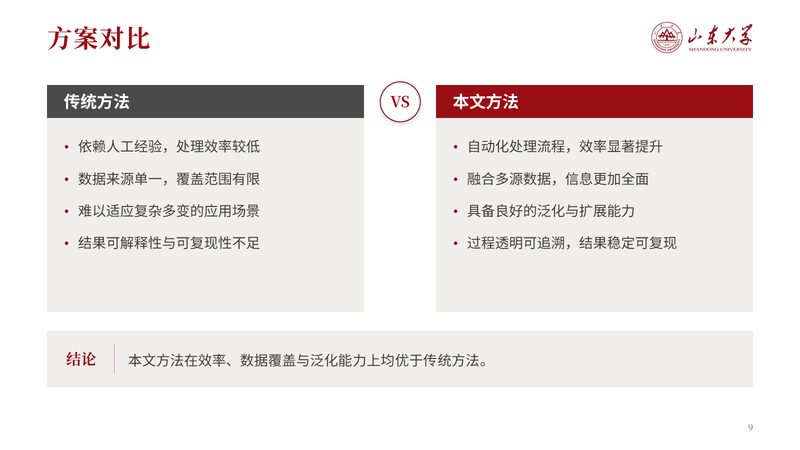 方案对比
山东大学
SHANDONG UNIVERSITY
传统方法
VS
本文方法
• 依赖人工经验，处理效率较低
• 数据来源单一，覆盖范围有限
• 难以适应复杂多变的应用场景
• 结果可解释性与可复现性不足
• 自动化处理流程，效率显著提升
• 融合多源数据，信息更加全面
• 具备良好的泛化与扩展能力
• 过程透明可追溯，结果稳定可复现
结论
本文方法在效率、数据覆盖与泛化能力上均优于传统方法。
9